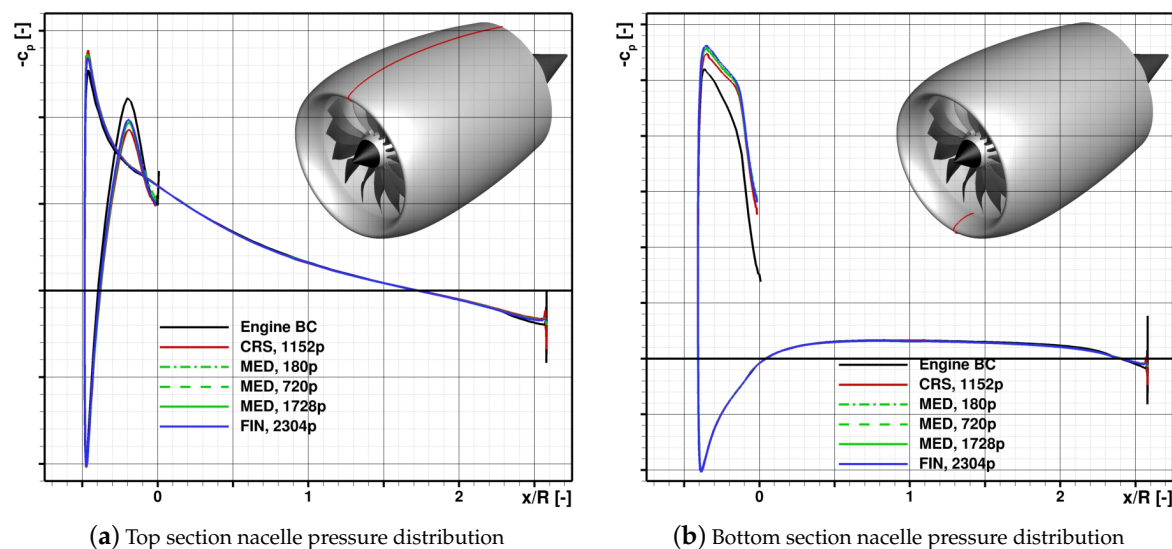 -cp [-]
Engine BC
CRS, 1152p
MED, 180p
MED, 720p
MED, 1728p
FIN, 2304p
0
1
2
x/R [-]
(a) Top section nacelle pressure distribution
-cp [-]
Engine BC
CRS, 1152p
MED, 180p
MED, 720p
MED, 1728p
FIN, 2304p
0
1
2
x/R [-]
(b) Bottom section nacelle pressure distribution